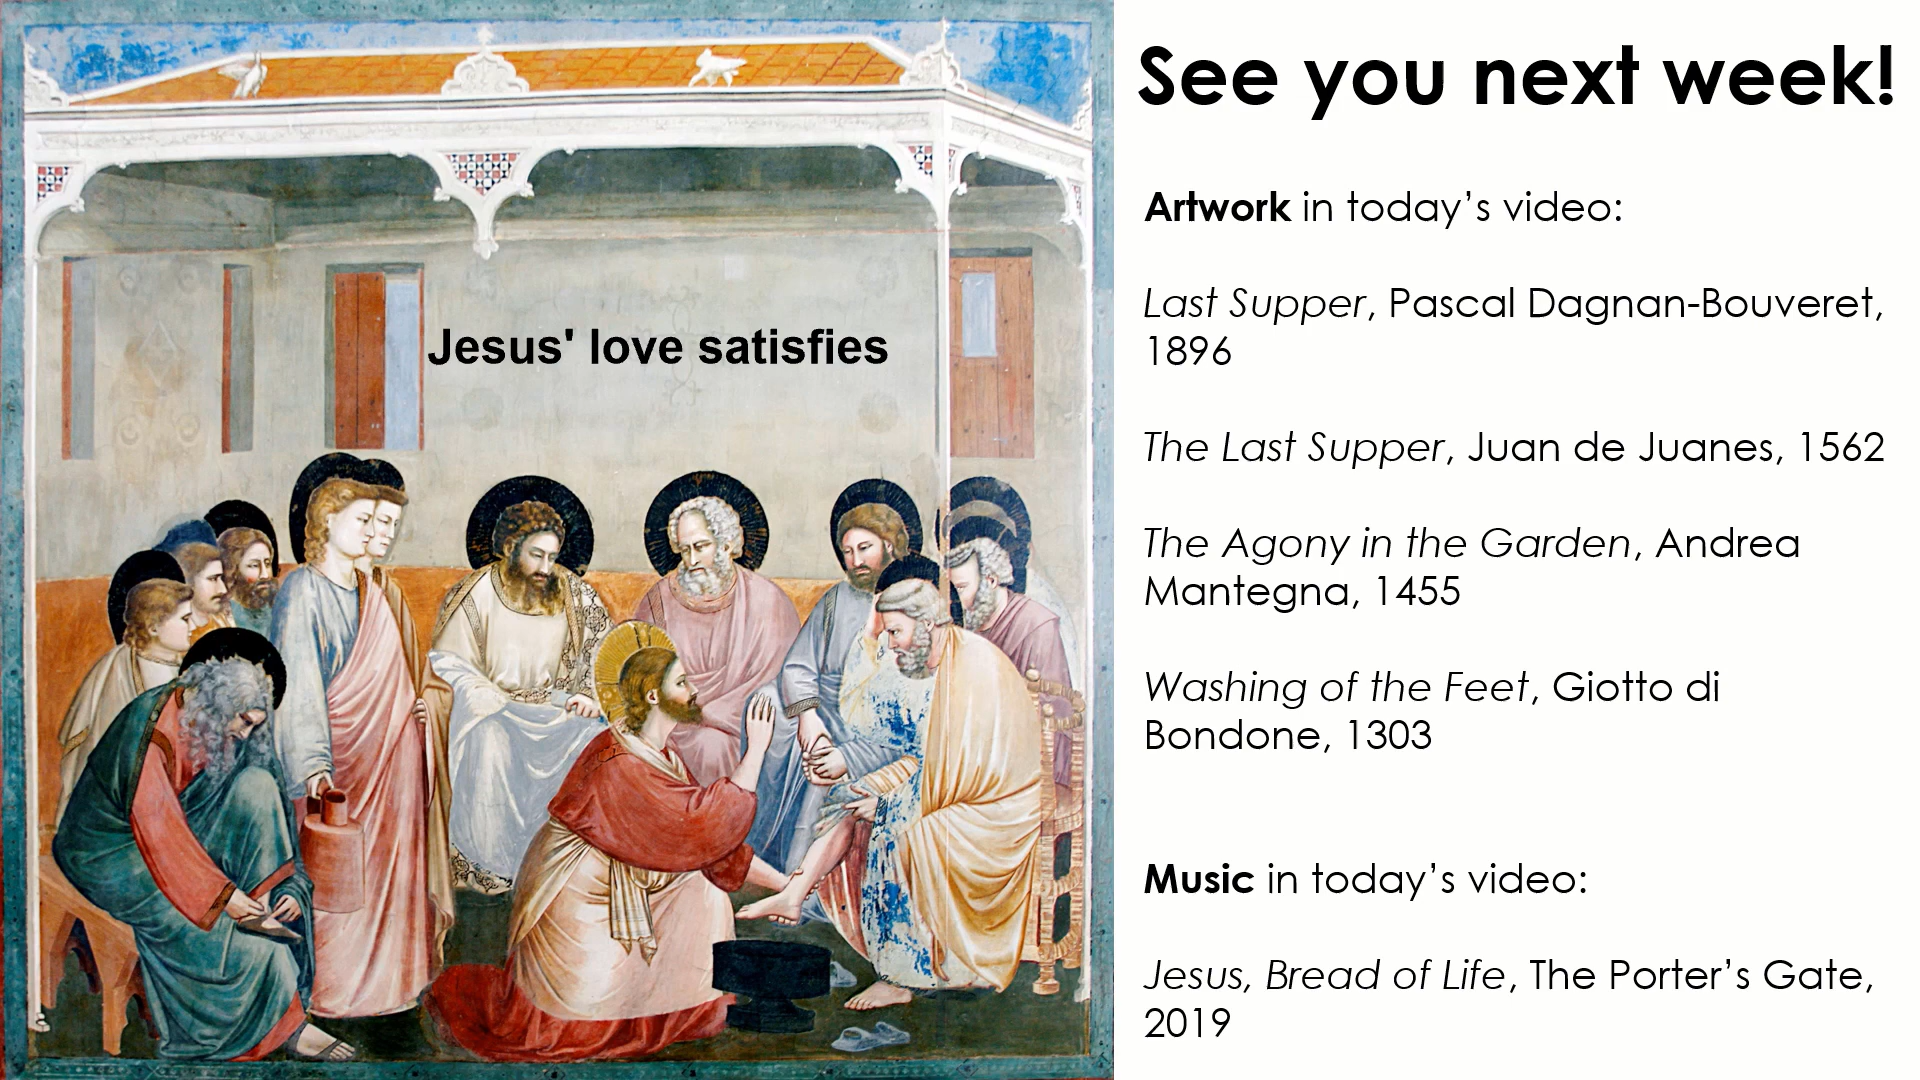 Jesus' love satisfies
See you next week!
Artwork in today’s video:
Last Supper, Pascal Dagnan-Bouveret,
1896
The Last Supper, Juan de Juanes, 1562
The Agony in the Garden, Andrea
Mantegna, 1455
Washing of the Feet, Giotto di
Bondone, 1303
Music in today’s video:
Jesus, Bread of Life, The Porter’s Gate,
2019